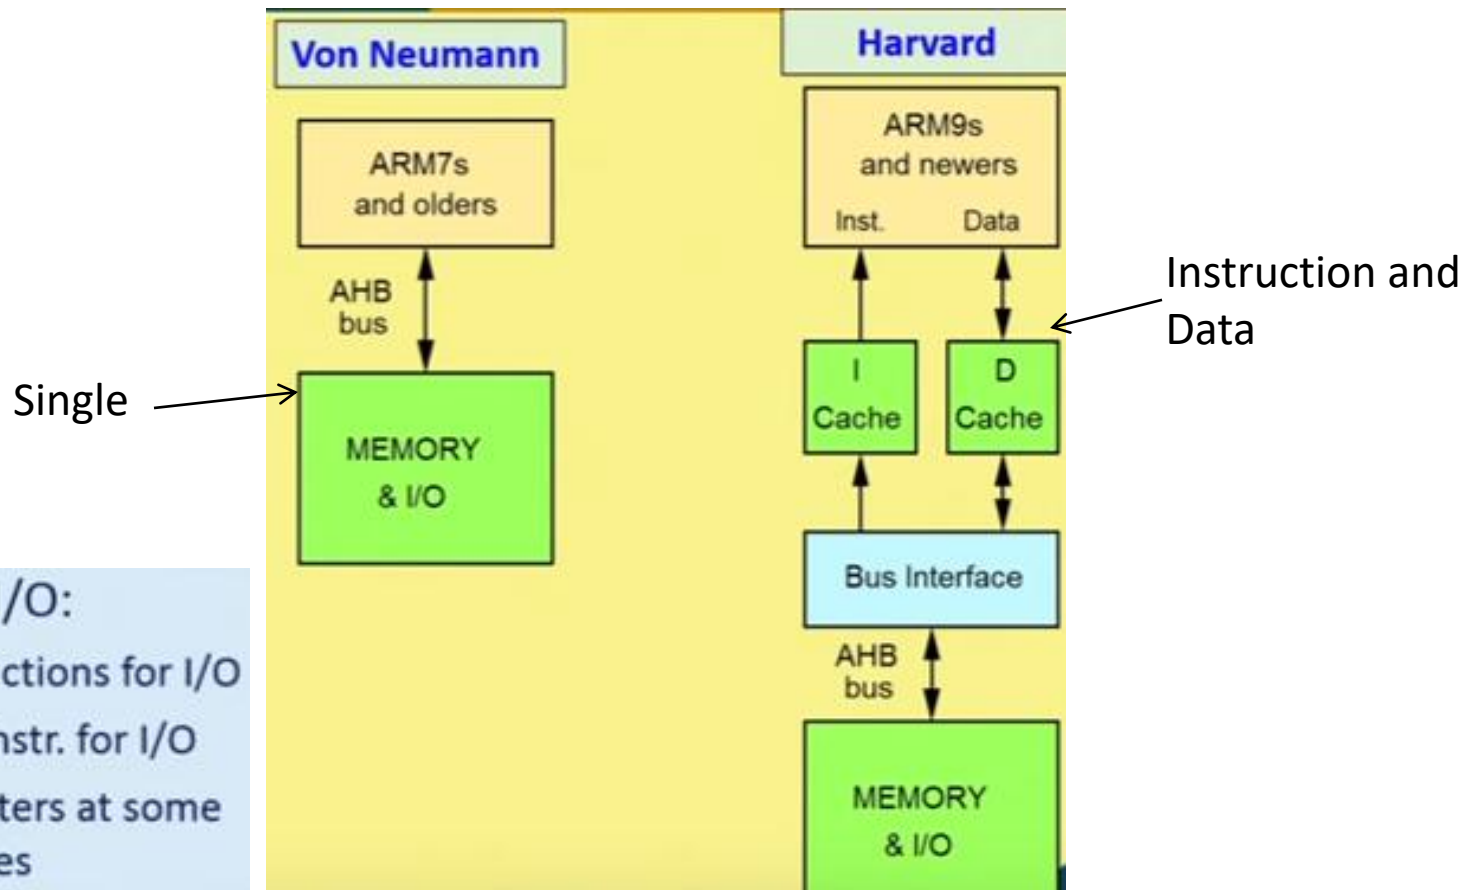 Von Neumann
ARM7s
and olders
AHB
bus
MEMORY
& I/O
Single
Harvard
ARM9s
and newers
Inst. Data
I
Cache
D
Cache
Bus Interface
AHB
bus
MEMORY
& I/O
Instruction and
Data
/O:
ctions for I/O
nstr. for I/O
ters at some
es